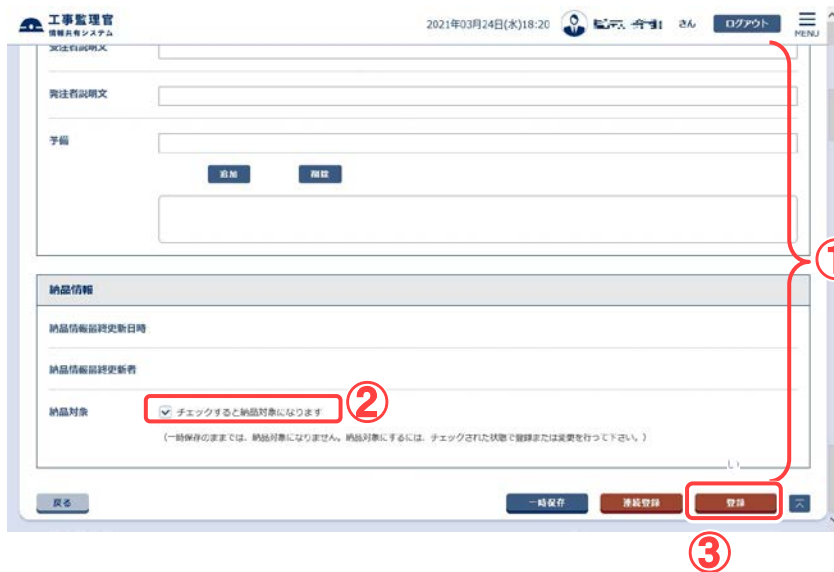 工事監理官
情報共有システム
2021年03月24日(水)18:20
さん
ログアウト
MENU
受注者説明文
発注者説明文
予備
追加
削除
①
納品情報
納品情報最終更新日時
納品情報最終更新者
納品対象
チェックすると納品対象になります
②
(一時保存のままでは、納品対象になりません。納品対象にするには、チェックされた状態で登録または変更を行って下さい。)
い
戻る
一時保存
連続登録
登録
③